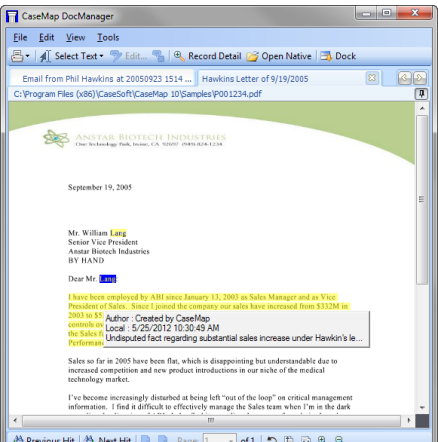 CaseMap DocManager
File Edit View Tools
Select Text Edit... Record Detail Open Native Dock
Email from Phil Hawkins at 20050923 1514 ... Hawkins Letter of 9/19/2005
C:\Program Files (x86)\CaseSoft\CaseMap 10\Samples\P001234.pdf
ANSTAR BIOTECH INDUSTRIES
One Technology Park, Irvine, CA 92697 (949) 824-1234
September 19, 2005
Mr. William Lang
Senior Vice President
Anstar Biotech Industries
BY HAND
Dear Mr. Lang:
I have been employed by ABI since January 13, 2003 as Sales Manager and as Vice
President of Sales. Since I joined the company our sales have increased from $332M in
2003 to $5
controls ov
the Sales f
Performan
Author : Created by CaseMap
Local : 5/25/2012 10:30:49 AM
Undisputed fact regarding substantial sales increase under Hawkin's le...
Sales so far in 2005 have been flat, which is disappointing but understandable due to
increased competition and new product introductions in our niche of the medical
technology market.
I've become increasingly disturbed at being left "out of the loop" on critical management
information. I find it difficult to effectively manage the Sales team when I'm in the dark
Previous Hit Next Hit Page: 1 of 1